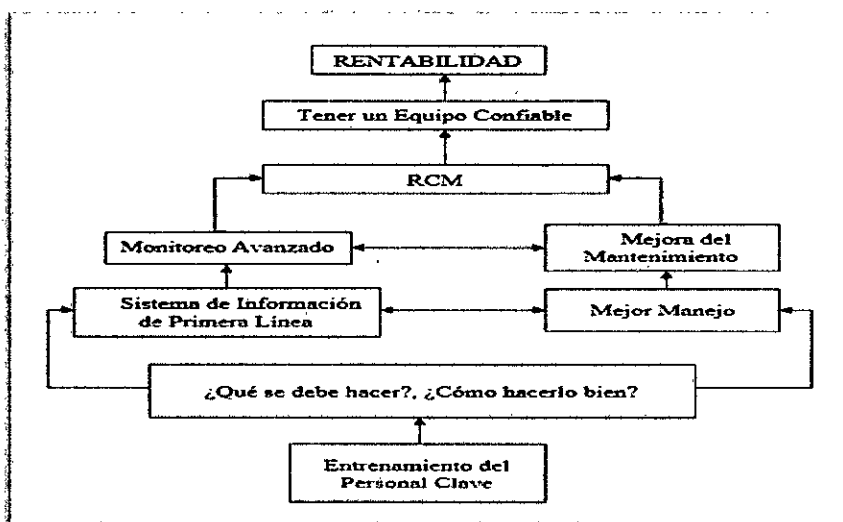 RENTABILIDAD
Tener un Equipo Confiable
RCM
Monitoreo Avanzado
Mejora del
Mantenimiento
Sistema de Información
de Primera Línea
Mejor Manejo
¿Qué se debe hacer?, ¿Cómo hacerlo bien?
Entrenamiento del
Personal Clave